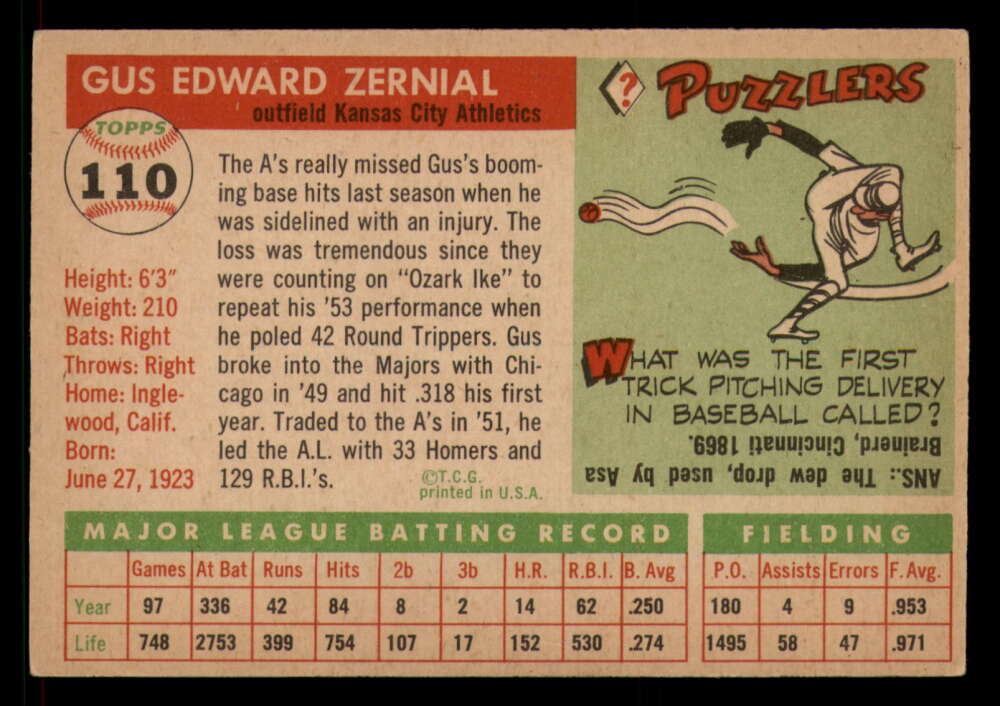 GUS EDWARD ZERNIAL
outfield Kansas City Athletics
TOPPS
110
Height: 6'3"
Weight: 210
Bats: Right
Throws: Right
Home: Ingle-
wood, Calif.
Born:
June 27, 1923
The A's really missed Gus's boom-
ing base hits last season when he
was sidelined with an injury. The
loss was tremendous since they
were counting on "Ozark Ike" to
repeat his '53 performance when
he poled 42 Round Trippers. Gus
broke into the Majors with Chi-
cago in '49 and hit .318 his first
year. Traded to the A's in '51, he
led the A.L. with 33 Homers and
129 R.B.I.'s.
©T.C.G.
printed in U.S.A.
?
PUZZLERS
WHAT WAS THE FIRST
TRICK PITCHING DELIVERY
IN BASEBALL CALLED?
ANS.: The dew drop, used by Asa
Brainerd, Cincinnati 1869.
MAJOR LEAGUE BATTING RECORD
Games At Bat Runs Hits 2b 3b H.R. R.B.I. B. Avg
Year 97 336 42 84 8 2 14 62 .250
Life 748 2753 399 754 107 17 152 530 .274
FIELDING
P.O. Assists Errors F. Avg.
180 4 9 .953
1495 58 47 .971